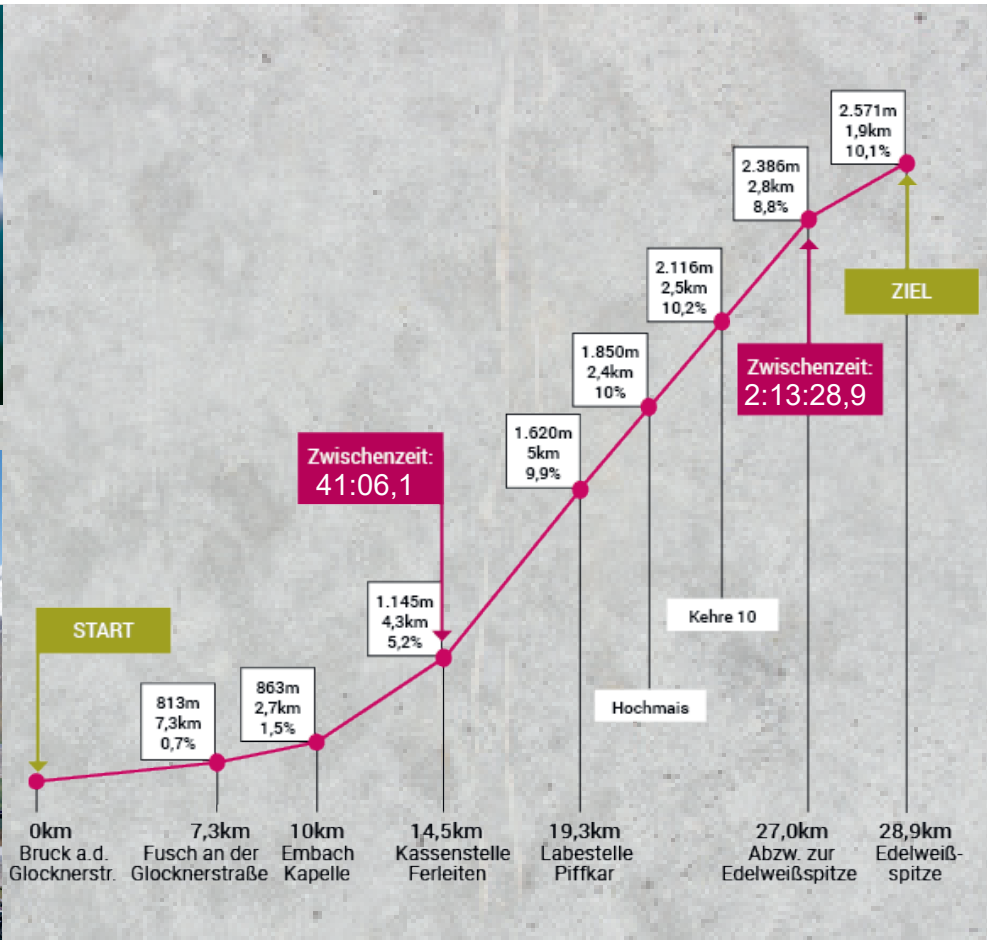 2.571m
1,9km
10,1%
2.386m
2,8km
8,8%
2.116m
2,5km
10,2%
ZIEL
1.850m
2,4km
10%
Zwischenzeit:
2:13:28,9
1.620m
5km
9,9%
Zwischenzeit:
41:06,1
1.145m
4,3km
5,2%
START
Kehre 10
813m
7,3km
0,7%
863m
2,7km
1,5%
Hochmais
0km
Bruck a.d.
Glocknerstr.
7,3km
Fusch an der
Glocknerstraße
10km
Embach
Kapelle
14,5km
Kassenstelle
Ferleiten
19,3km
Labestelle
Piffkar
27,0km
Abzw. zur
Edelweißspitze
28,9km
Edelweiß-
spitze